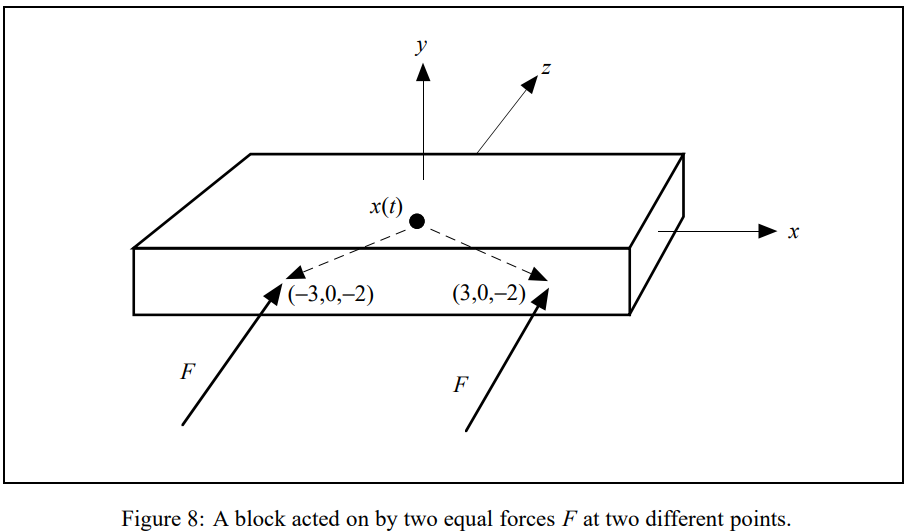 y
z
x(t)
x
(–3,0,–2)
(3,0,–2)
F
F
Figure 8: A block acted on by two equal forces F at two different points.